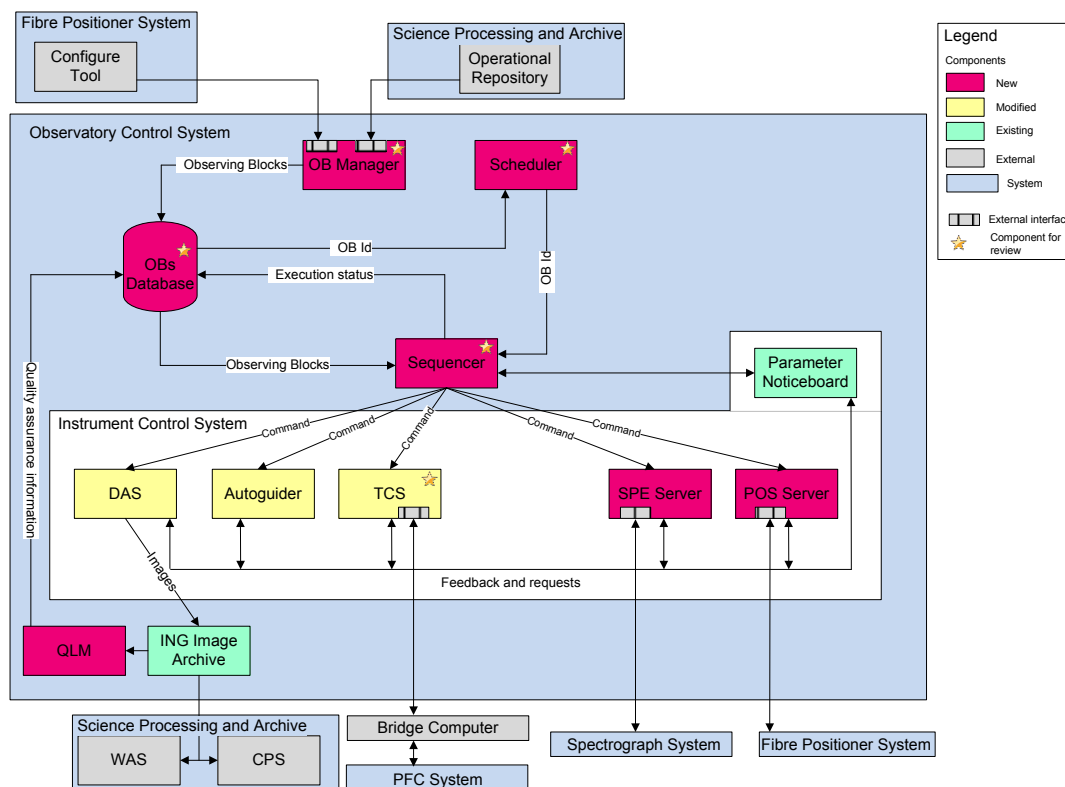 Fibre Positioner System
Configure
Tool
Science Processing and Archive
Operational
Repository
Legend
Components
New
Modified
Existing
External
System
External interface
Component for
review
Observatory Control System
OB Manager
Scheduler
Observing Blocks
OBs
Database
OB Id
OB Id
Execution status
Observing Blocks
Sequencer
Parameter
Noticeboard
Quality assurance information
Instrument Control System
Command
Command
Command
Command
Command
DAS
Autoguider
TCS
SPE Server
POS Server
Images
Feedback and requests
QLM
ING Image
Archive
Science Processing and Archive
WAS
CPS
Bridge Computer
PFC System
Spectrograph System
Fibre Positioner System